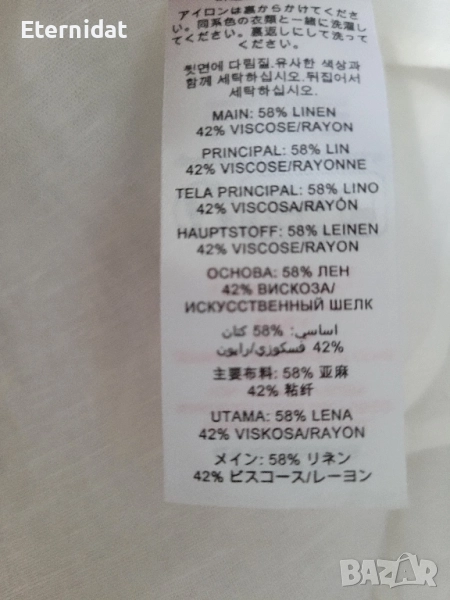 Eternidat
アイロンは裏からかけてくださ
い。同系色の衣類と一緒に洗濯し
てください。裏返しにして洗って
ください。
뒷면에 다림질.유사한 색상과
함께 세탁하십시오.뒤집어서
세탁하십시오.
MAIN: 58% LINEN
42% VISCOSE/RAYON
PRINCIPAL: 58% LIN
42% VISCOSE/RAYONNE
TELA PRINCIPAL: 58% LINO
42% VISCOSA/RAYÓN
HAUPTSTOFF: 58% LEINEN
42% VISCOSE/RAYON
ОСНОВА: 58% ЛЕН
42% ВИСКОЗА/
ИСКУССТВЕННЫЙ ШЕЛК
اساسي: 58% كتان
42% فسكوزي/رايون
主要布料: 58% 亚麻
42% 粘纤
UTAMA: 58% LENA
42% VISKOSA/RAYON
メイン: 58% リネン
42% ビスコース/レーヨン
BAZAR